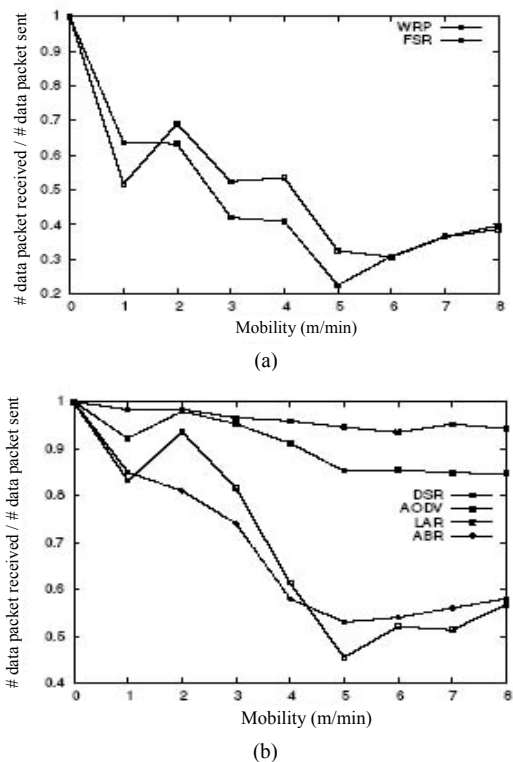 # data packet received / # data packet sent
1
0.9
0.8
0.7
0.6
0.5
0.4
0.3
0.2
WRP
FSR
0 1 2 3 4 5 6 7 8
Mobility (m/min)
(a)
# data packet received / # data packet sent
1
0.9
0.8
0.7
0.6
0.5
0.4
DSR
AODV
LAR
ABR
0 1 2 3 4 5 6 7 8
Mobility (m/min)
(b)